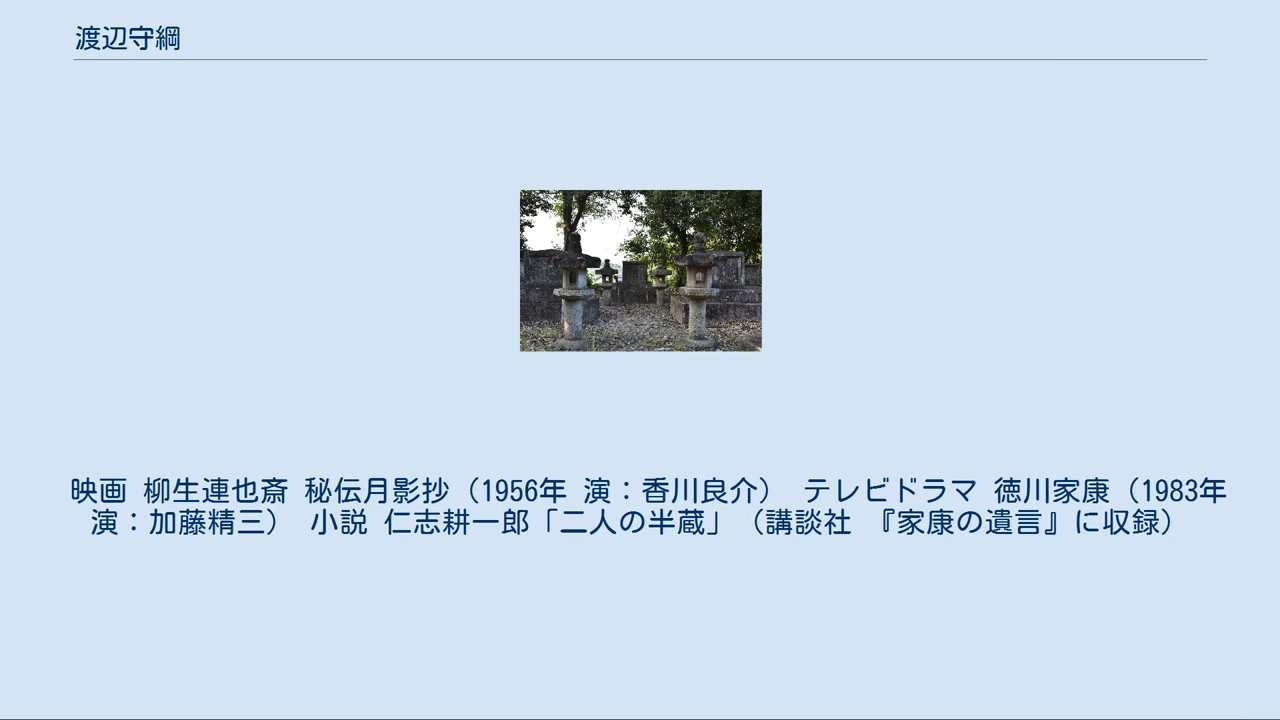 渡辺守綱
映画 柳生連也斎 秘伝月影抄（1956年 演：香川良介） テレビドラマ 徳川家康（1983年
演：加藤精三） 小説 仁志耕一郎「二人の半蔵」（講談社 『家康の遺言』に収録）